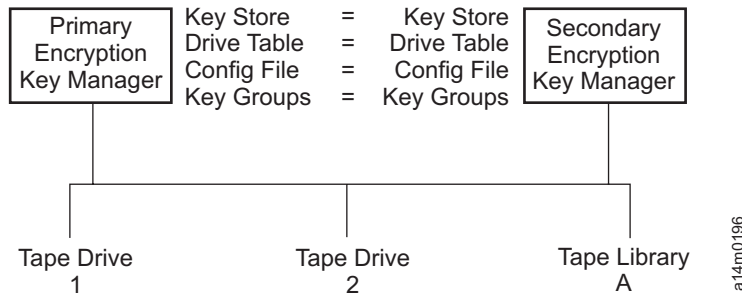 Primary
Encryption
Key Manager
Key Store = Key Store
Drive Table = Drive Table
Config File = Config File
Key Groups = Key Groups
Secondary
Encryption
Key Manager
Tape Drive
1
Tape Drive
2
Tape Library
A
a14m0196